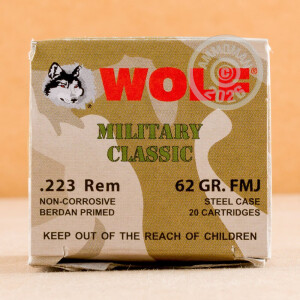 WOLF®
MILITARY
CLASSIC
.223 Rem
62 GR. FMJ
NON-CORROSIVE
BERDAN PRIMED
STEEL CASE
20 CARTRIDGES
KEEP OUT OF THE REACH OF CHILDREN